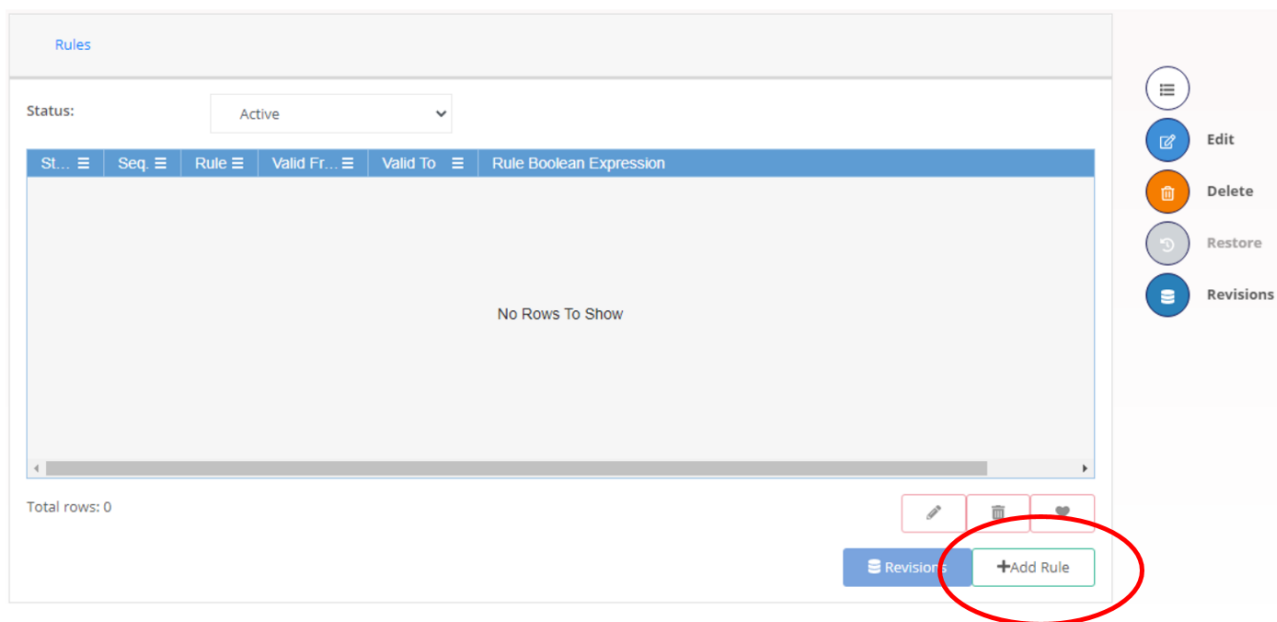 Rules
Status:
Active
St... Seq. Rule Valid Fr... Valid To Rule Boolean Expression
No Rows To Show
Total rows: 0
Revisions
+Add Rule
Edit
Delete
Restore
Revisions